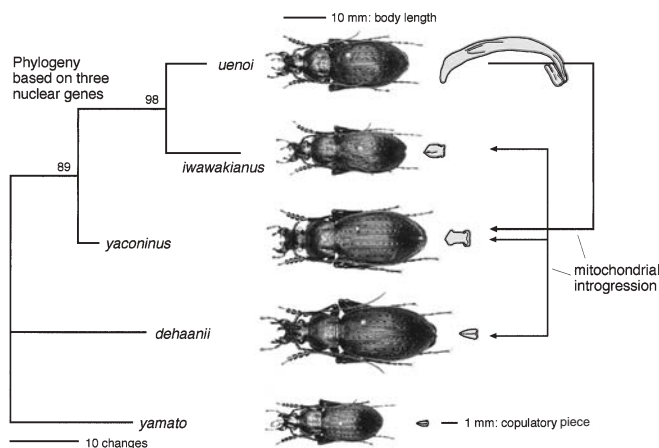 10 mm: body length
Phylogeny
based on three
nuclear genes
uenoi
98
iwawakianus
89
yaconinus
mitochondrial
introgression
dehaanii
yamato
1 mm: copulatory piece
10 changes